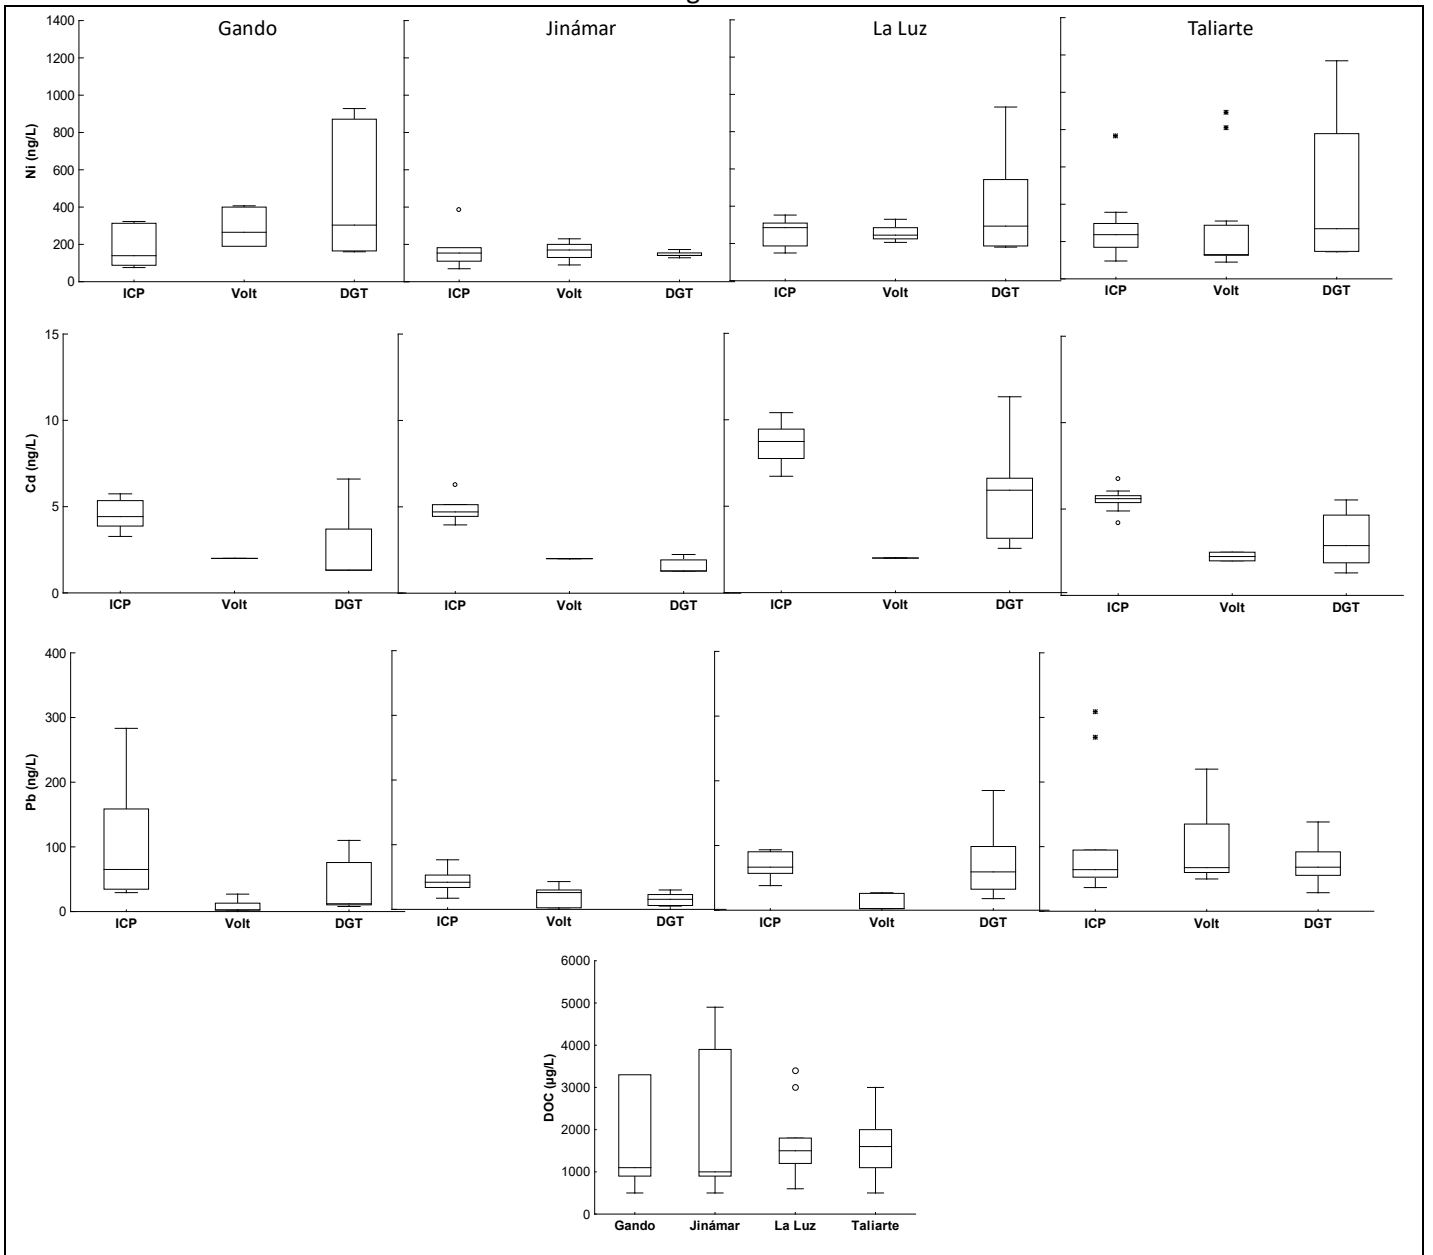 Gando Jinámar La Luz Taliarte
Ni (ng/L)
1400
1200
1000
800
600
400
200
0
ICP Volt DGT ICP Volt DGT ICP Volt DGT ICP Volt DGT
Cd (ng/L)
15
10
5
0
ICP Volt DGT ICP Volt DGT ICP Volt DGT ICP Volt DGT
Pb (ng/L)
400
300
200
100
0
ICP Volt DGT ICP Volt DGT ICP Volt DGT ICP Volt DGT
DOC (µg/L)
6000
5000
4000
3000
2000
1000
0
Gando Jinámar La Luz Taliarte